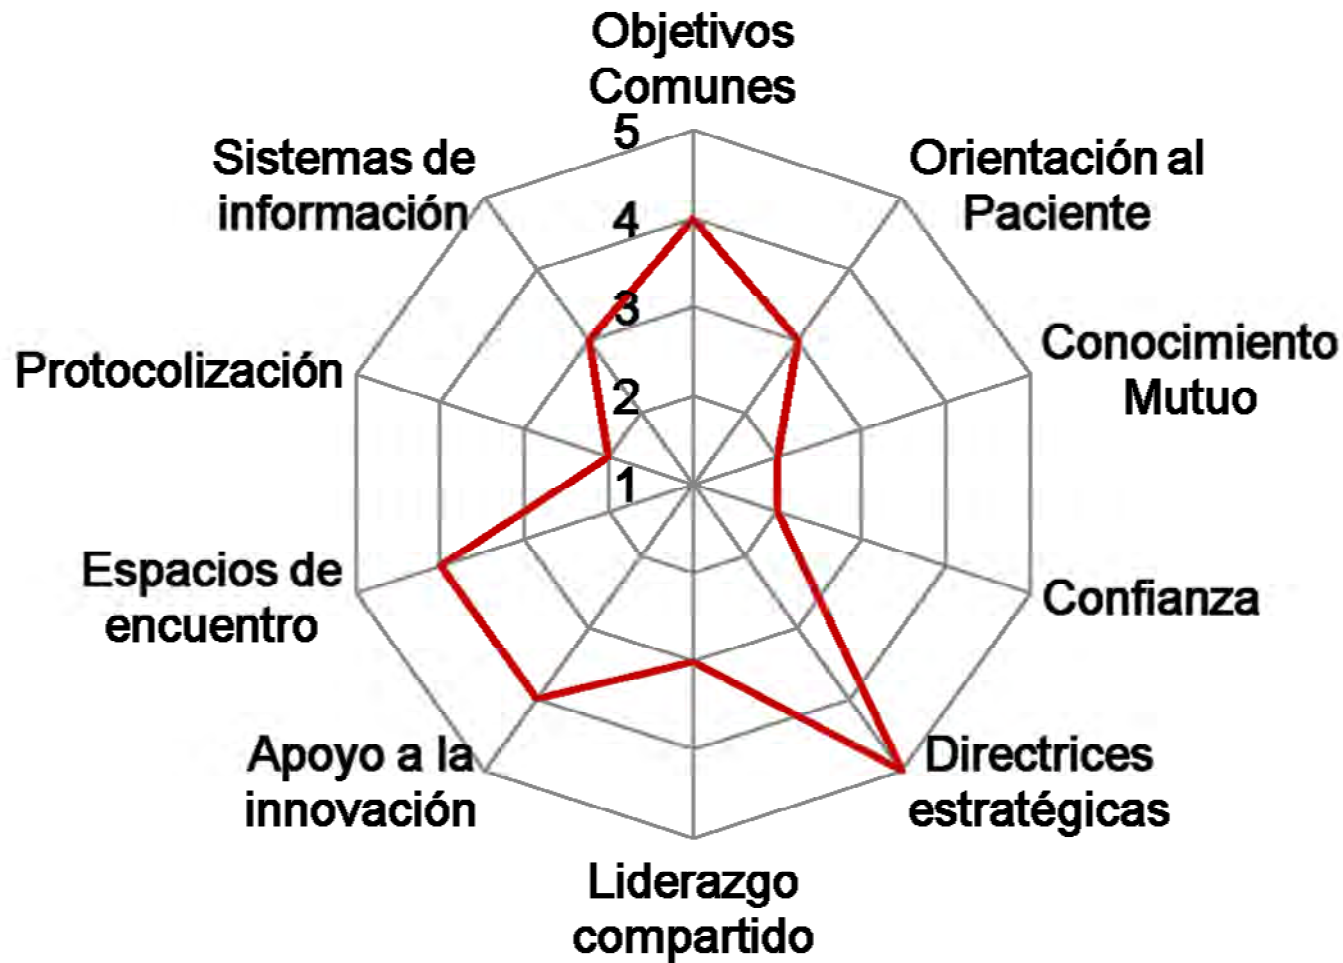 Objetivos
Comunes
Orientación al
Paciente
Conocimiento
Mutuo
Confianza
Directrices
estratégicas
Liderazgo
compartido
Apoyo a la
innovación
Espacios de
encuentro
Protocolización
Sistemas de
información
5
4
3
2
1